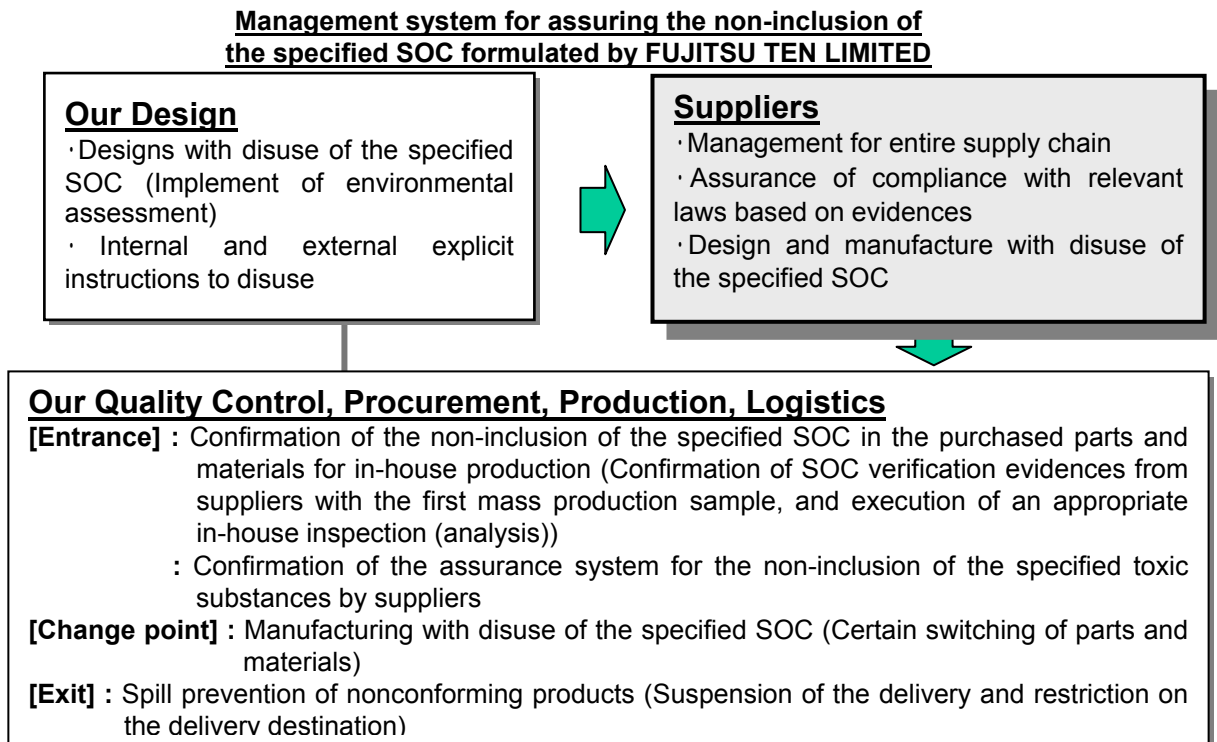 Management system for assuring the non-inclusion of
the specified SOC formulated by FUJITSU TEN LIMITED
Our Design
·Designs with disuse of the specified
SOC (Implement of environmental
assessment)
· Internal and external explicit
instructions to disuse
Suppliers
·Management for entire supply chain
· Assurance of compliance with relevant
laws based on evidences
·Design and manufacture with disuse of
the specified SOC
Our Quality Control, Procurement, Production, Logistics
[Entrance] : Confirmation of the non-inclusion of the specified SOC in the purchased parts and
materials for in-house production (Confirmation of SOC verification evidences from
suppliers with the first mass production sample, and execution of an appropriate
in-house inspection (analysis))
: Confirmation of the assurance system for the non-inclusion of the specified toxic
substances by suppliers
[Change point] : Manufacturing with disuse of the specified SOC (Certain switching of parts and
materials)
[Exit] : Spill prevention of nonconforming products (Suspension of the delivery and restriction on
the delivery destination)